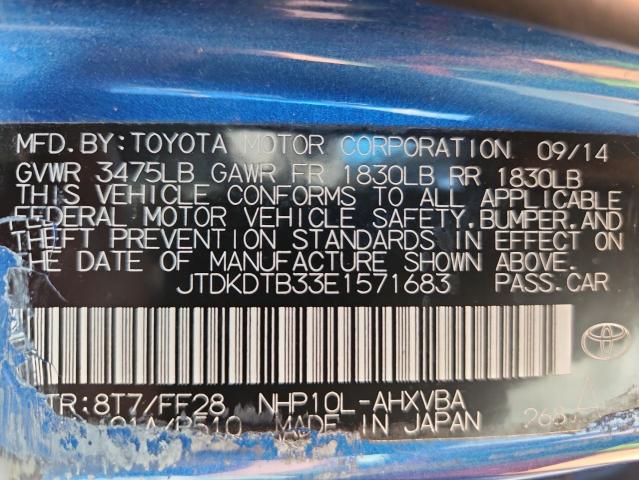 MFD.BY:TOYOTA MOTOR CORPORATION 09/14
GVWR 3475LB GAWR FR 1830LB RR 1830LB
THIS VEHICLE CONFORMS TO ALL APPLICABLE
FEDERAL MOTOR VEHICLE SAFETY,BUMPER,AND
THEFT PREVENTION STANDARDS IN EFFECT ON
THE DATE OF MANUFACTURE SHOWN ABOVE.
JTDKDTB33E1571683 PASS.CAR
TR:8T7/FF28 NHP10L-AHXVBA
/P510 MADE IN JAPAN 268 A